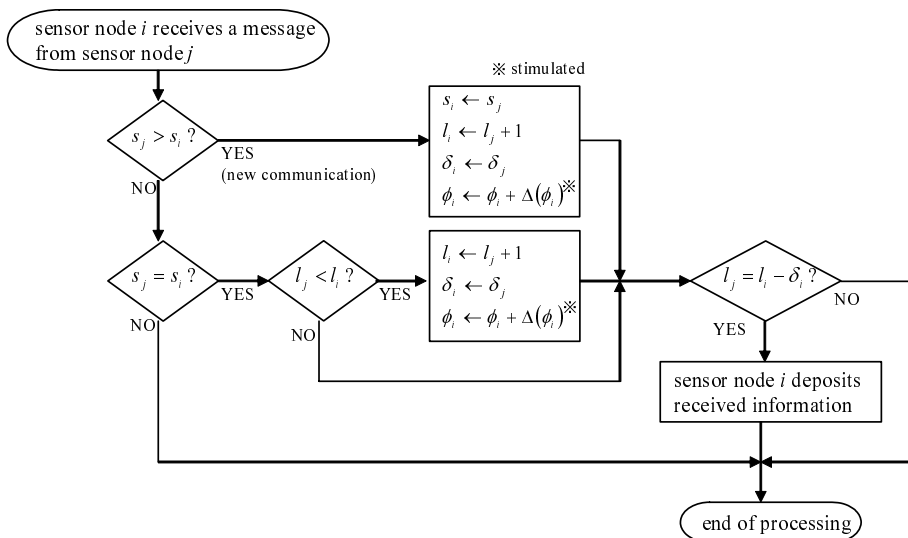 sensor node i receives a message
from sensor node j
※ stimulated
s_j > s_i ?
YES
(new communication)
NO
s_i ← s_j
l_i ← l_j + 1
δ_i ← δ_j
ϕ_i ← ϕ_i + Δ(ϕ_i)※
s_j = s_i ?
YES
NO
l_j < l_i ?
YES
NO
l_i ← l_j + 1
δ_i ← δ_j
ϕ_i ← ϕ_i + Δ(ϕ_i)※
l_j = l_i − δ_i ?
NO
YES
sensor node i deposits
received information
end of processing